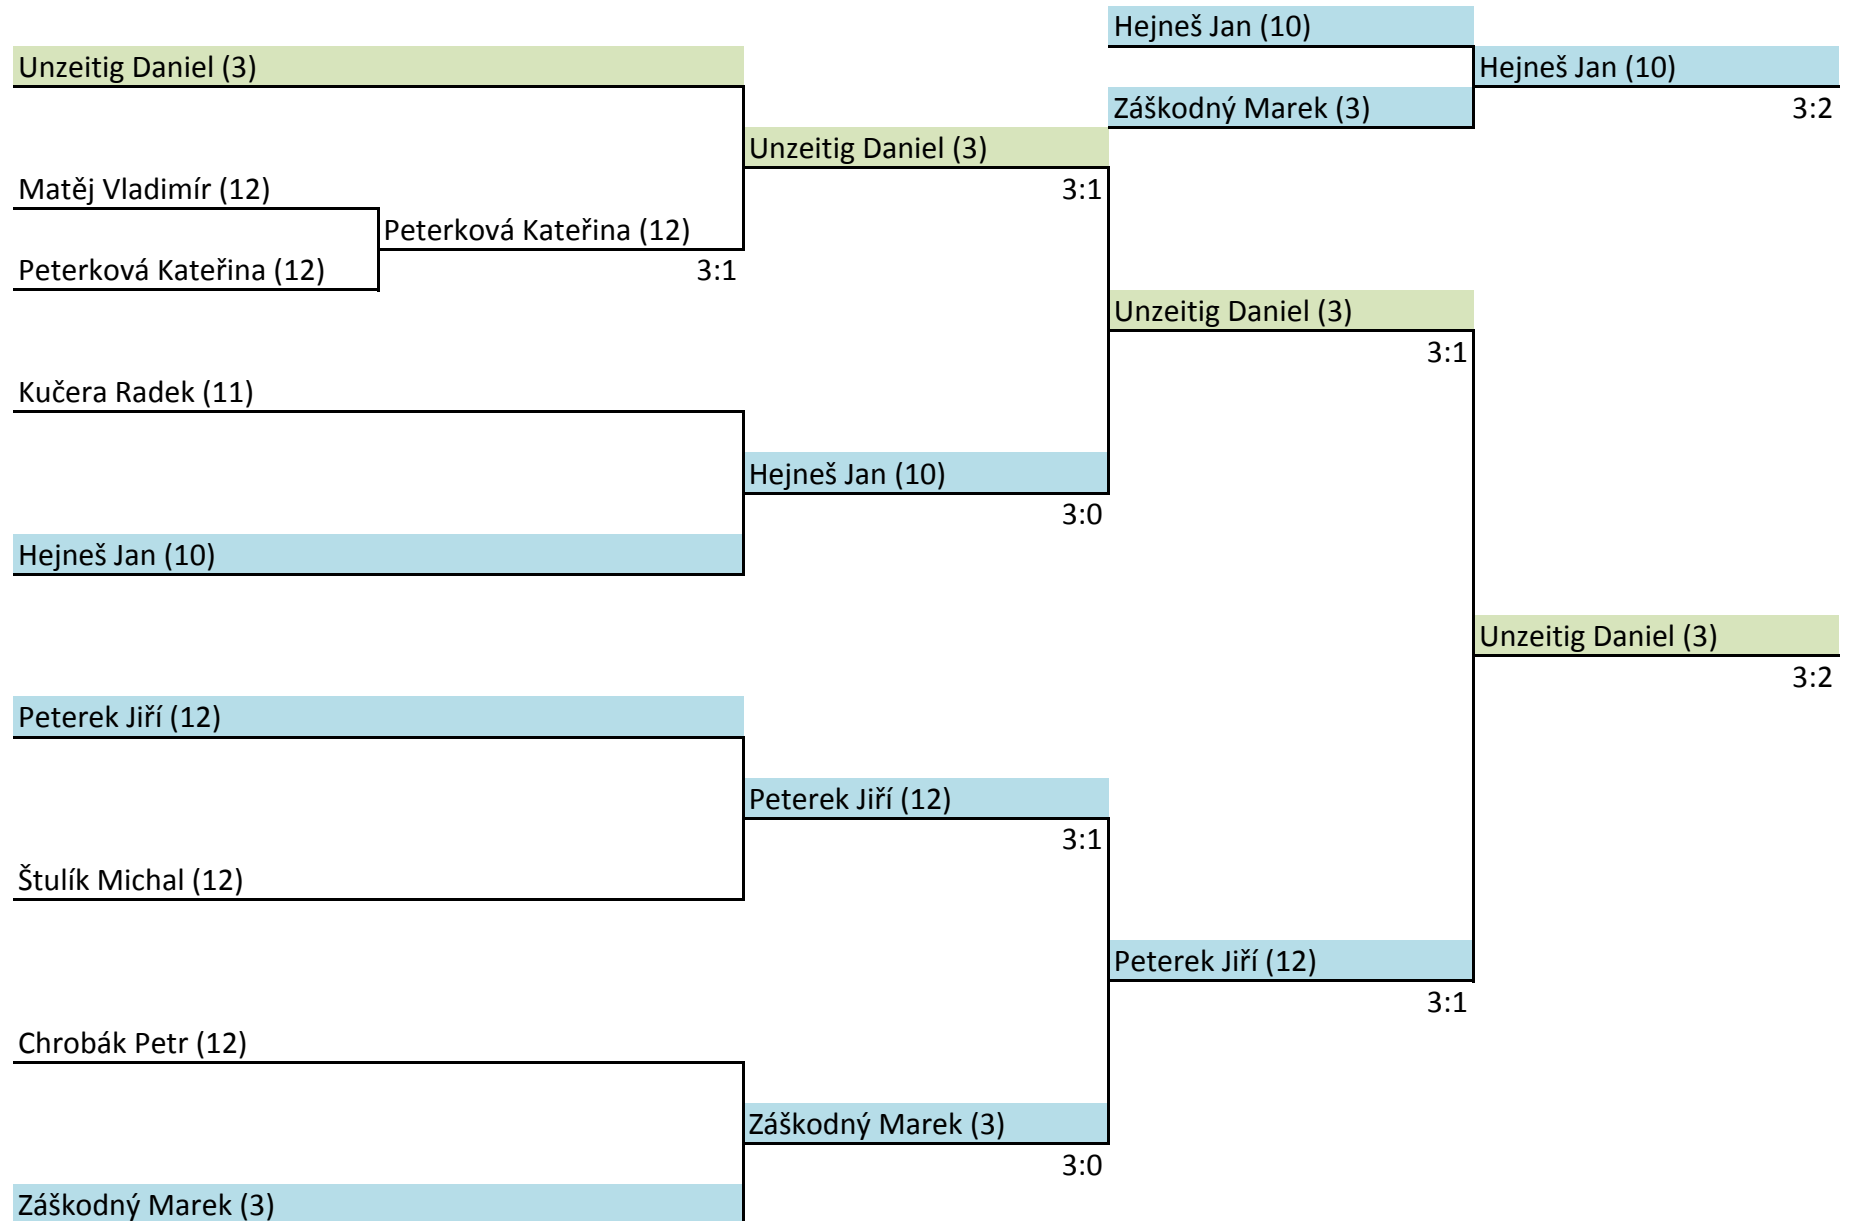 Hejneš Jan (10)
Unzeitig Daniel (3)
Hejneš Jan (10)
Záškodný Marek (3)
3:2
Unzeitig Daniel (3)
Matěj Vladimír (12)
3:1
Peterková Kateřina (12)
Peterková Kateřina (12)
3:1
Unzeitig Daniel (3)
3:1
Kučera Radek (11)
Hejneš Jan (10)
3:0
Hejneš Jan (10)
Unzeitig Daniel (3)
3:2
Peterek Jiří (12)
Peterek Jiří (12)
3:1
Štulík Michal (12)
Peterek Jiří (12)
3:1
Chrobák Petr (12)
Záškodný Marek (3)
3:0
Záškodný Marek (3)